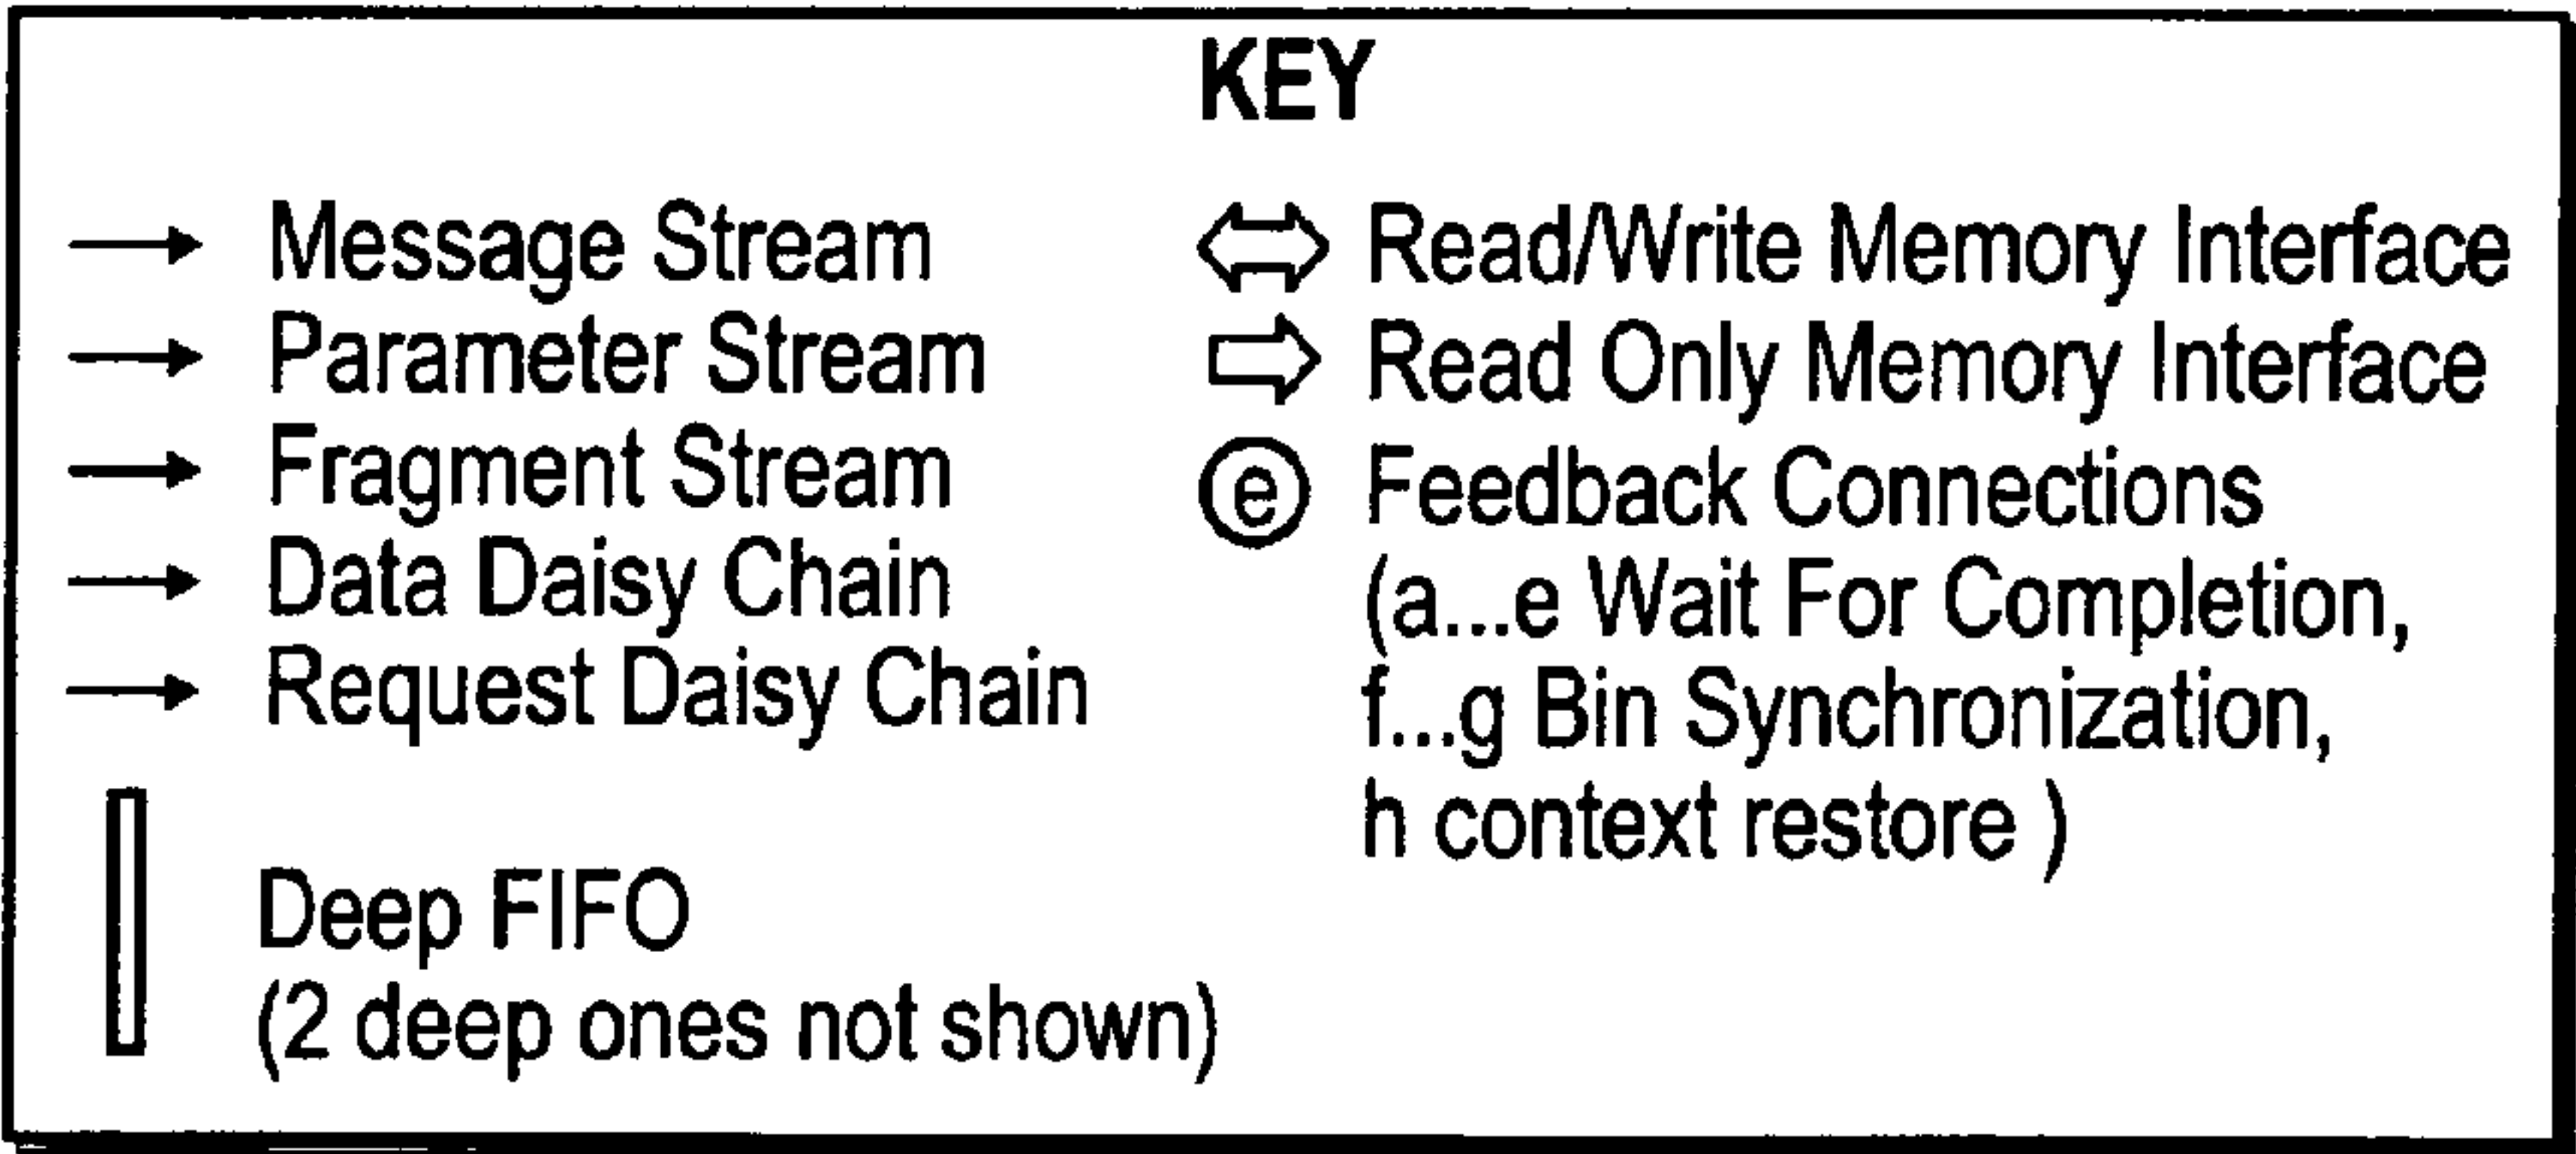 KEY
Message Stream
Parameter Stream
Fragment Stream
Data Daisy Chain
Request Daisy Chain
Deep FIFO
(2 deep ones not shown)
Read/Write Memory Interface
Read Only Memory Interface
e Feedback Connections
(a...e Wait For Completion,
f...g Bin Synchronization,
h context restore )